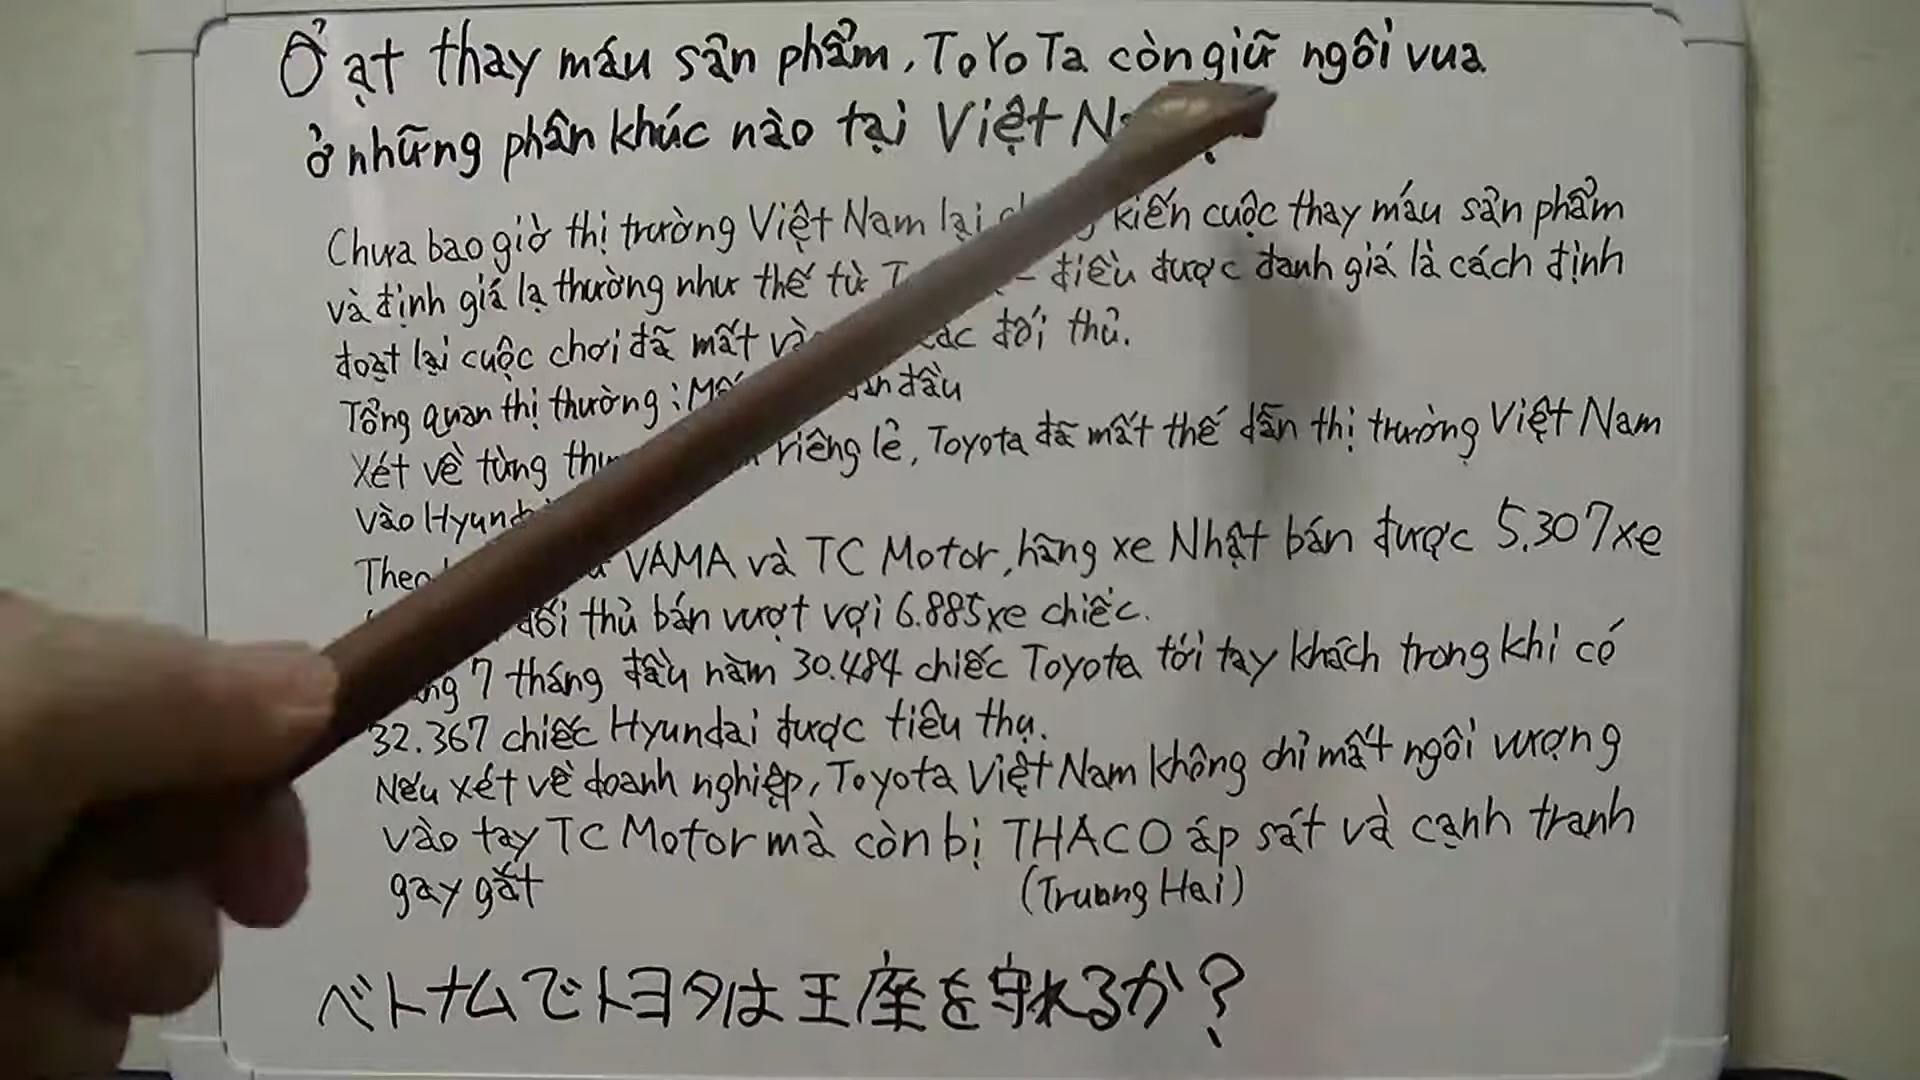 Ở ạt thay máu sản phẩm, ToYoTa còn giữ ngôi vua
ở những phân khúc nào tại Việt
Chưa bao giờ thị trường Việt Nam lại kiến cuộc thay máu sản phẩm
và định giá lạ thường như thế từ điều được đanh giá là cách định
đoạt lại cuộc chơi đã mất các đối thủ.
Tổng quan thị thường: đầu
Xét về từng riêng lẻ, Toyota đã mất thế dẫn thị trường Việt Nam
vào
VAMA và TC Motor, hãng xe Nhật bán được 5.307xe
đối thủ bán vượt vợi 6.885xe chiếc.
7 tháng đầu năm 30.484 chiếc Toyota tới tay khách trong khi có
32.367 chiếc Hyundai được tiêu thụ.
Nếu xét về doanh nghiệp, Toyota Việt Nam không chỉ mất ngôi vượng
vào tay TC Motor mà còn bị THACO áp sát và cạnh tranh
gay gắt (Truong Hai)
ベトナムでトヨタは王座を守れるか?